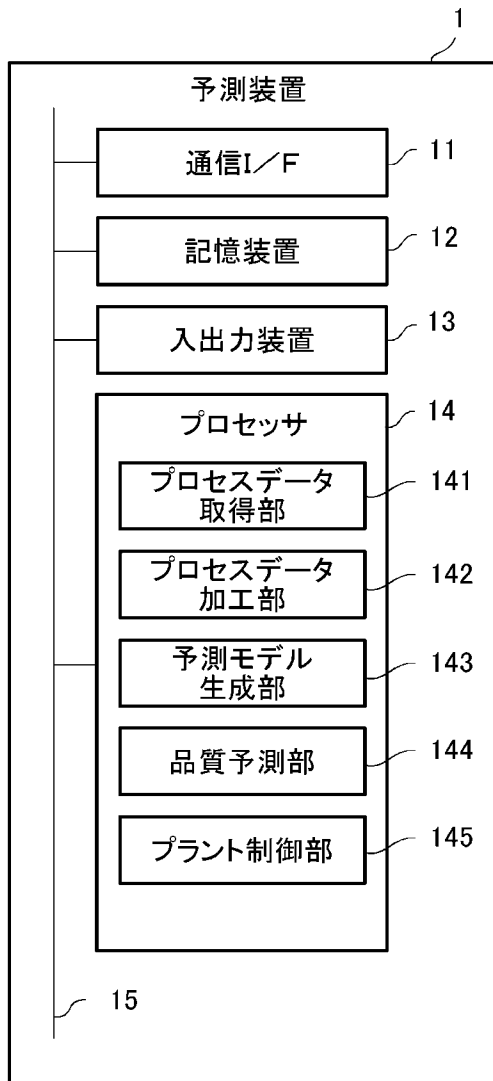 1
予測装置
通信I／F
11
記憶装置
12
入出力装置
13
プロセッサ
14
プロセスデータ
取得部
141
プロセスデータ
加工部
142
予測モデル
生成部
143
品質予測部
144
プラント制御部
145
15